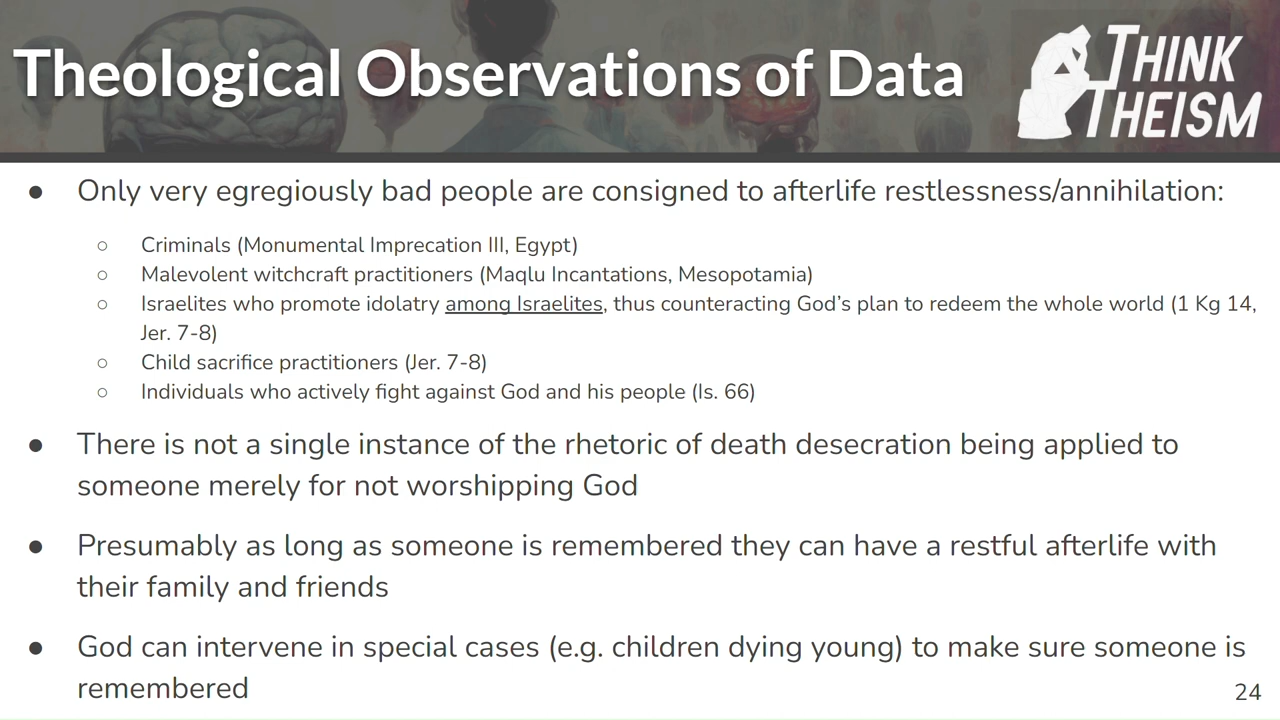 Theological Observations of Data
THINK
THEISM
● Only very egregiously bad people are consigned to afterlife restlessness/annihilation:
○ Criminals (Monumental Imprecation III, Egypt)
○ Malevolent witchcraft practitioners (Maqlu Incantations, Mesopotamia)
○ Israelites who promote idolatry among Israelites, thus counteracting God's plan to redeem the whole world (1 Kg 14,
Jer. 7-8)
○ Child sacrifice practitioners (Jer. 7-8)
○ Individuals who actively fight against God and his people (Is. 66)
● There is not a single instance of the rhetoric of death desecration being applied to
someone merely for not worshipping God
● Presumably as long as someone is remembered they can have a restful afterlife with
their family and friends
● God can intervene in special cases (e.g. children dying young) to make sure someone is
remembered
24